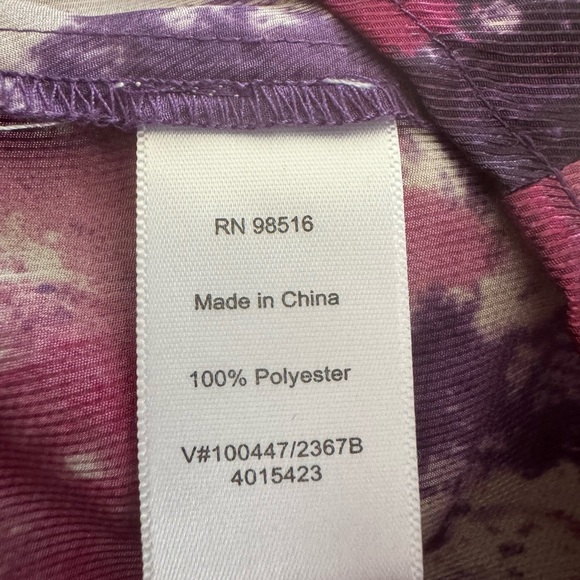 RN 98516
Made in China
100% Polyester
V#100447/2367B
4015423